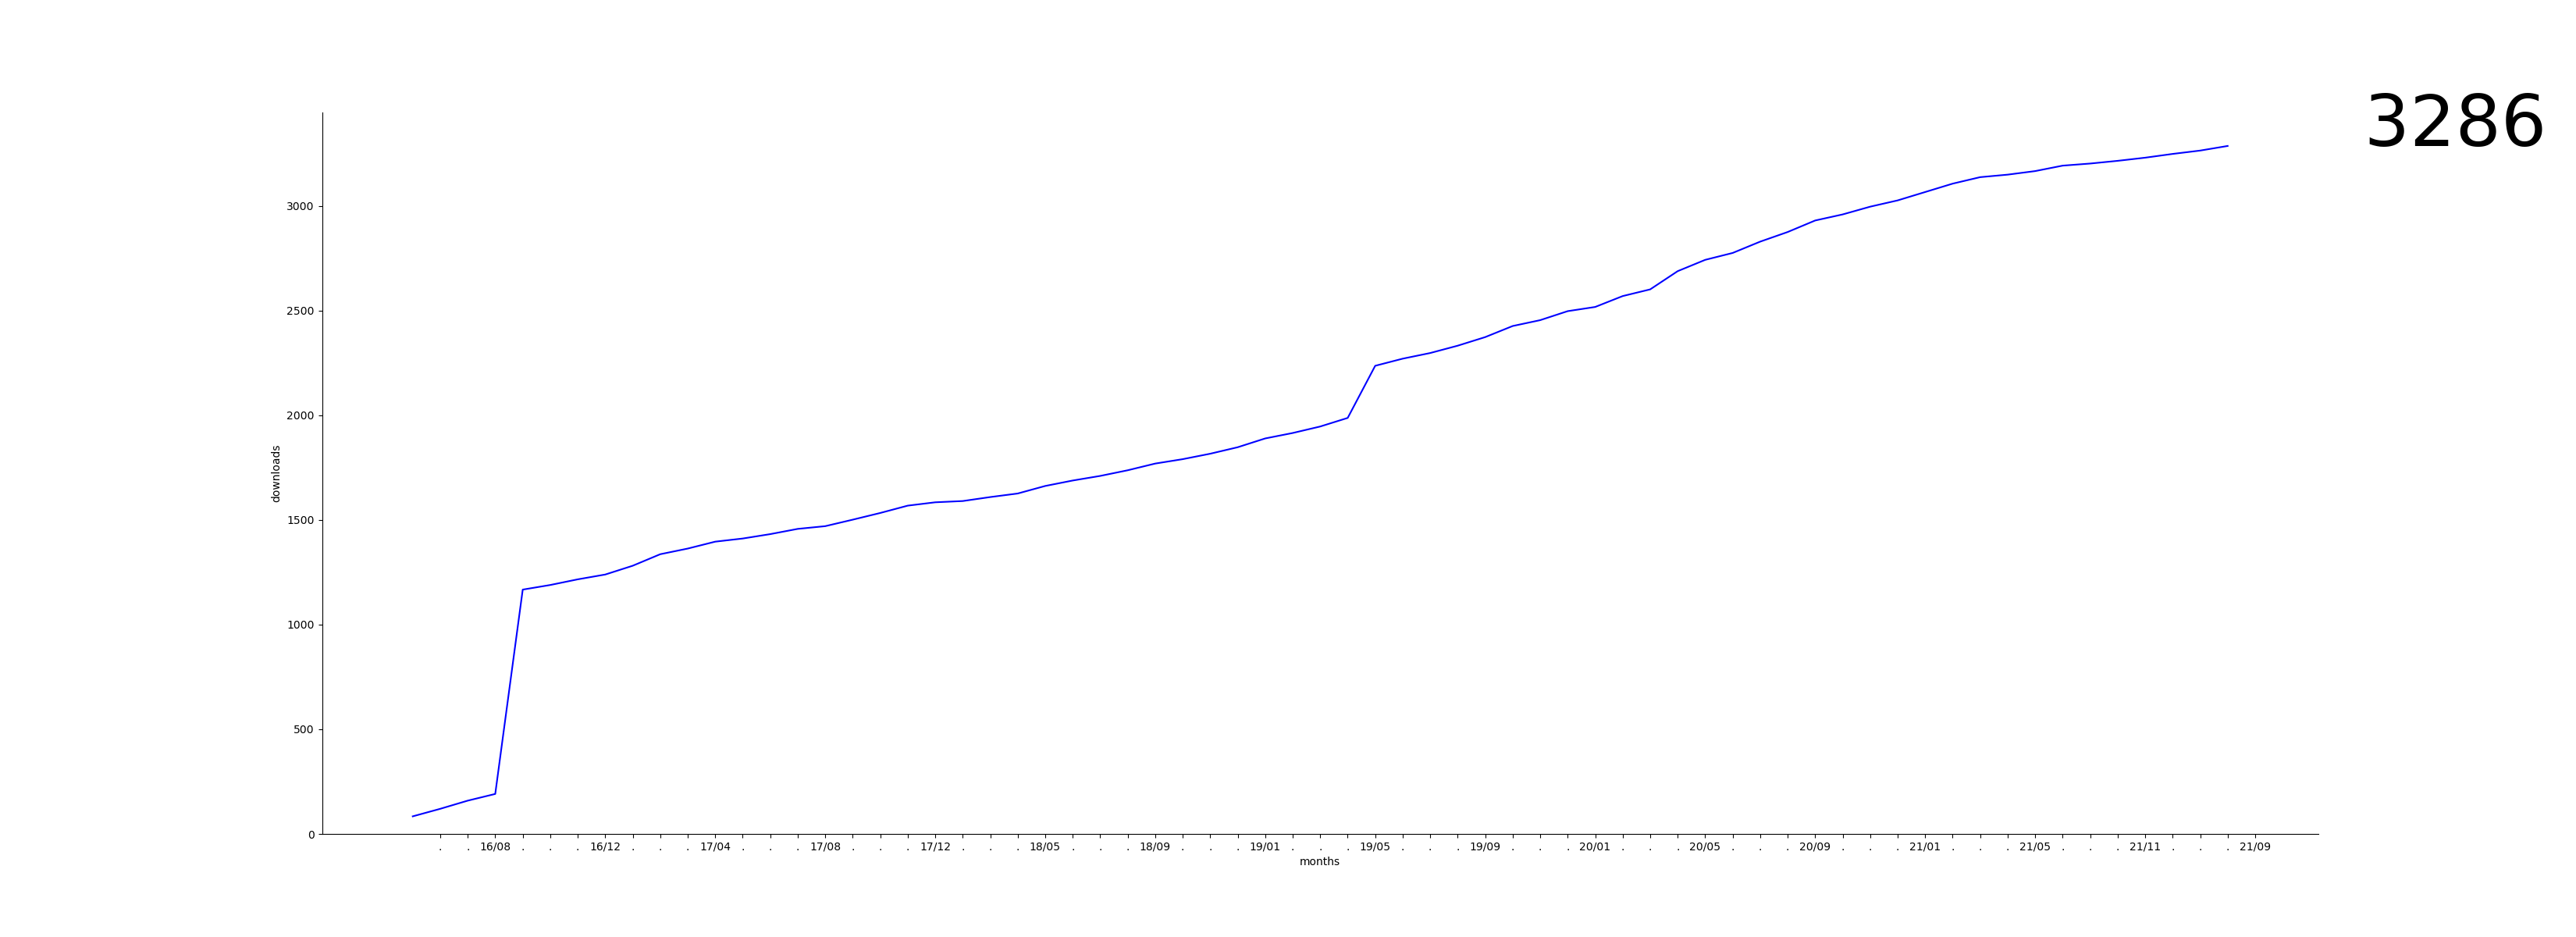 3286
3000
2500
2000
1500
1000
500
0
downloads
. . 16/08 . . . 16/12 . . . 17/04 . . . 17/08 . . . 17/12 . . . 18/05 . . . 18/09 . . . 19/01 . . . 19/05 . . . 19/09 . . . 20/01 . . . 20/05 . . . 20/09 . . . 21/01 . . . 21/05 . . . 21/11 . . . 21/09
months